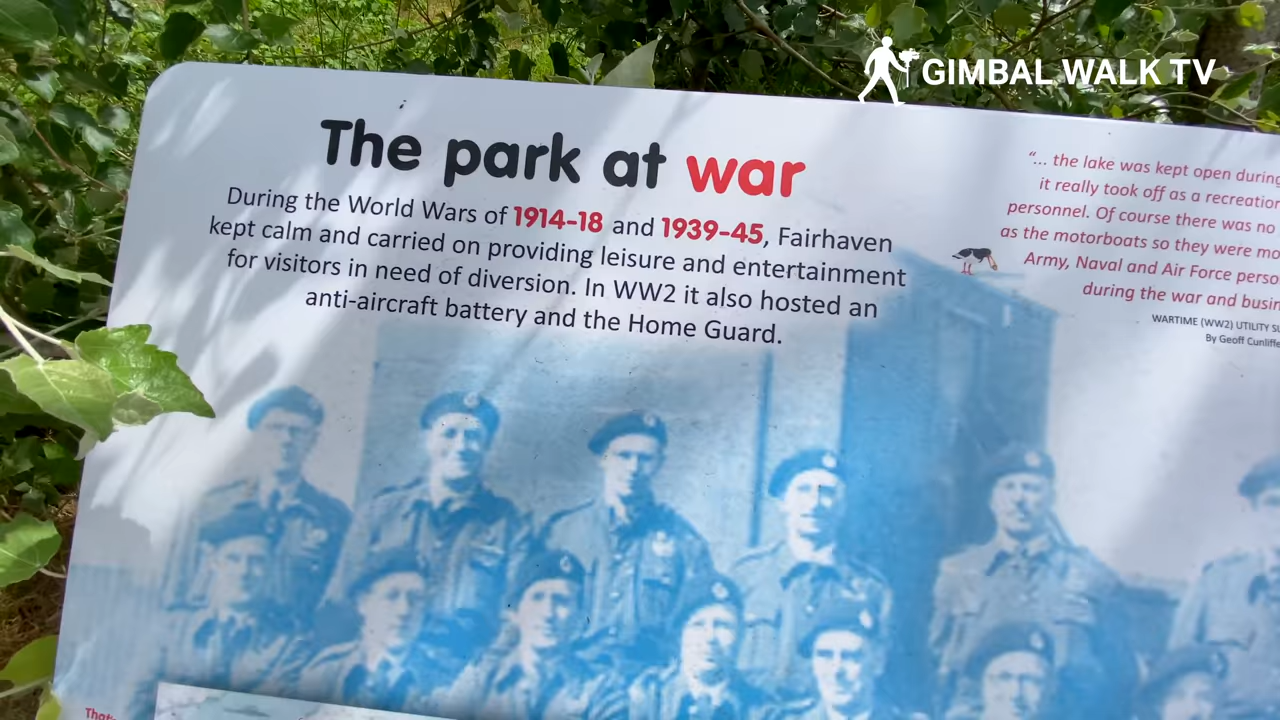 GIMBAL WALK TV
The park at war
During the World Wars of 1914-18 and 1939-45, Fairhaven
kept calm and carried on providing leisure and entertainment
for visitors in need of diversion. In WW2 it also hosted an
anti-aircraft battery and the Home Guard.
"... the lake was kept open during
it really took off as a recreation
personnel. Of course there was no
as the motorboats so they were mo
Army, Naval and Air Force perso
during the war and busin
WARTIME (WW2) UTILITY
By Geoff Cunliffe